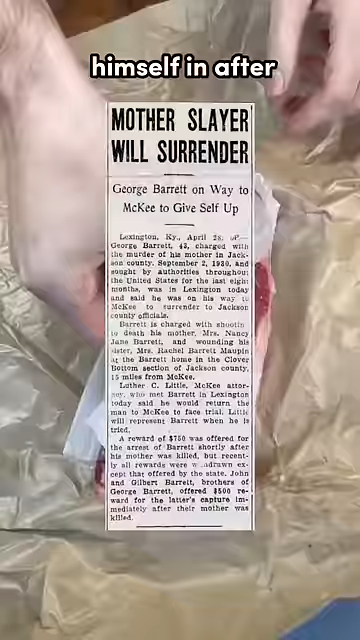 himself in after
MOTHER SLAYER
WILL SURRENDER
George Barrett on Way to
McKee to Give Self Up
Lexington, Ky., April 28.
George Barrett, 43, charged with
the murder of his mother in Jack-
son county. September 2, 1930, and
sought by authorities throughout
the United States for the last eight
months, was in Lexington today
and said he was on his way to
McKee to surrender to Jackson
county officials.
Barrett is charged with shooting
to death his mother, Mrs. Nancy
Jane Barrett, and wounding his
sister, Mrs. Rachel Barrett Maupin
at the Barrett home in the Clover
Bottom section of Jackson county,
15 miles from McKee.
Luther C. Little, McKee attor-
ney, who met Barrett in Lexington
today said he would return the
man to McKee to face trial. Little
will represent Barrett when he is
tried.
A reward of $750 was offered for
the arrest of Barrett shortly after
his mother was killed, but recent-
ly all rewards were withdrawn ex-
cept that offered by the state. John
and Gilbert Barrett, brothers of
George Barrett, offered $500 re-
ward for the latter's capture im-
mediately after their mother was
killed.